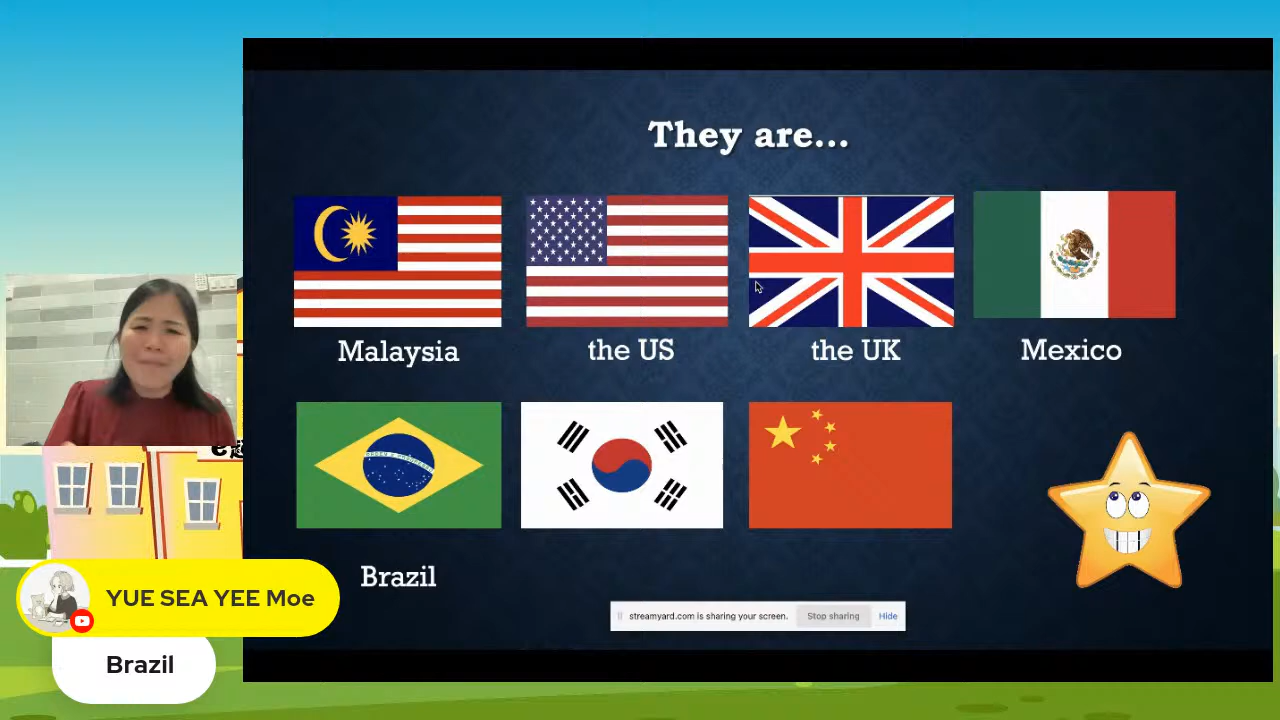 They are...
Malaysia
the US
the UK
Mexico
Brazil
streamyard.com is sharing your screen.
Stop sharing
Hide
YUE SEA YEE Moe
Brazil